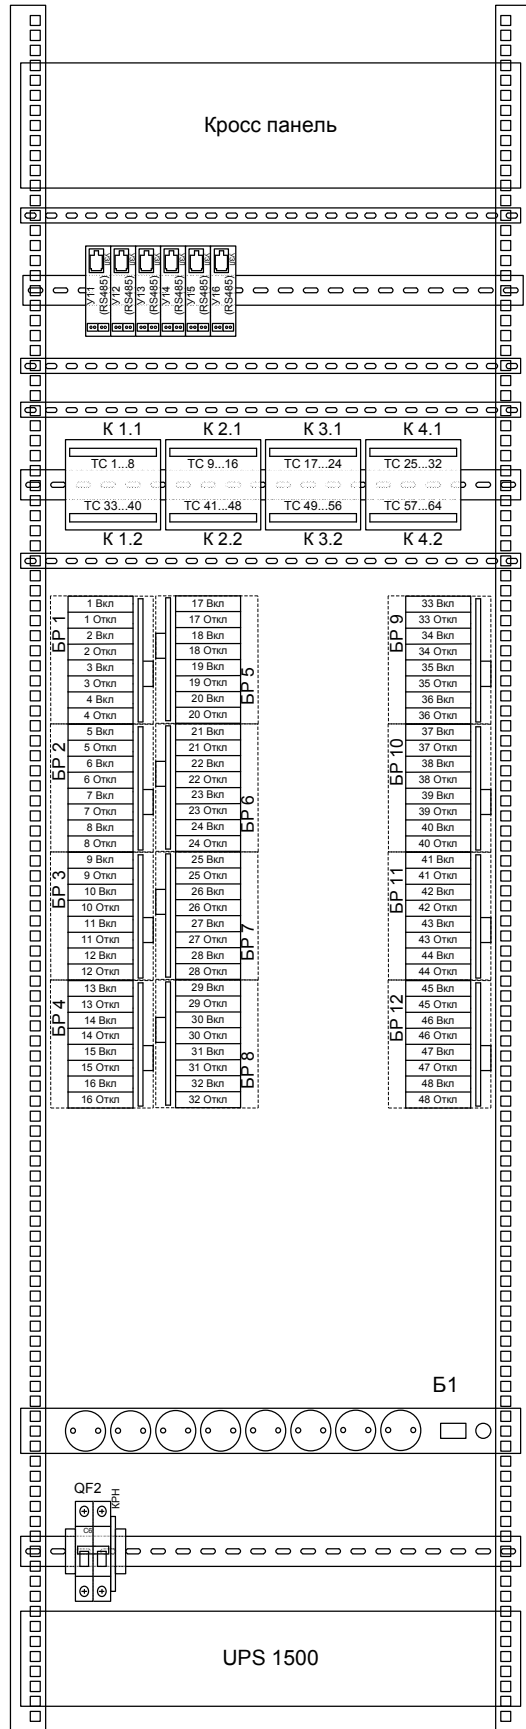 Кросс панель
У11 (RS485)
У12 (RS485)
У13 (RS485)
У14 (RS485)
У15 (RS485)
У16 (RS485)
К 1.1 К 2.1 К 3.1 К 4.1
ТС 1...8 ТС 9...16 ТС 17...24 ТС 25...32
ТС 33...40 ТС 41...48 ТС 49...56 ТС 57...64
К 1.2 К 2.2 К 3.2 К 4.2
БР 1
1 Вкл
1 Откл
2 Вкл
2 Откл
3 Вкл
3 Откл
4 Вкл
4 Откл
БР 2
5 Вкл
5 Откл
6 Вкл
6 Откл
7 Вкл
7 Откл
8 Вкл
8 Откл
БР 3
9 Вкл
9 Откл
10 Вкл
10 Откл
11 Вкл
11 Откл
12 Вкл
12 Откл
БР 4
13 Вкл
13 Откл
14 Вкл
14 Откл
15 Вкл
15 Откл
16 Вкл
16 Откл
17 Вкл
17 Откл
18 Вкл
18 Откл
19 Вкл
19 Откл
20 Вкл
20 Откл
БР 5
21 Вкл
21 Откл
22 Вкл
22 Откл
23 Вкл
23 Откл
24 Вкл
24 Откл
БР 6
25 Вкл
25 Откл
26 Вкл
26 Откл
27 Вкл
27 Откл
28 Вкл
28 Откл
БР 7
29 Вкл
29 Откл
30 Вкл
30 Откл
31 Вкл
31 Откл
32 Вкл
32 Откл
БР 8
БР 9
33 Вкл
33 Откл
34 Вкл
34 Откл
35 Вкл
35 Откл
36 Вкл
36 Откл
БР 10
37 Вкл
37 Откл
38 Вкл
38 Откл
39 Вкл
39 Откл
40 Вкл
40 Откл
БР 11
41 Вкл
41 Откл
42 Вкл
42 Откл
43 Вкл
43 Откл
44 Вкл
44 Откл
БР 12
45 Вкл
45 Откл
46 Вкл
46 Откл
47 Вкл
47 Откл
48 Вкл
48 Откл
Б1
QF2
КРН
C6
UPS 1500